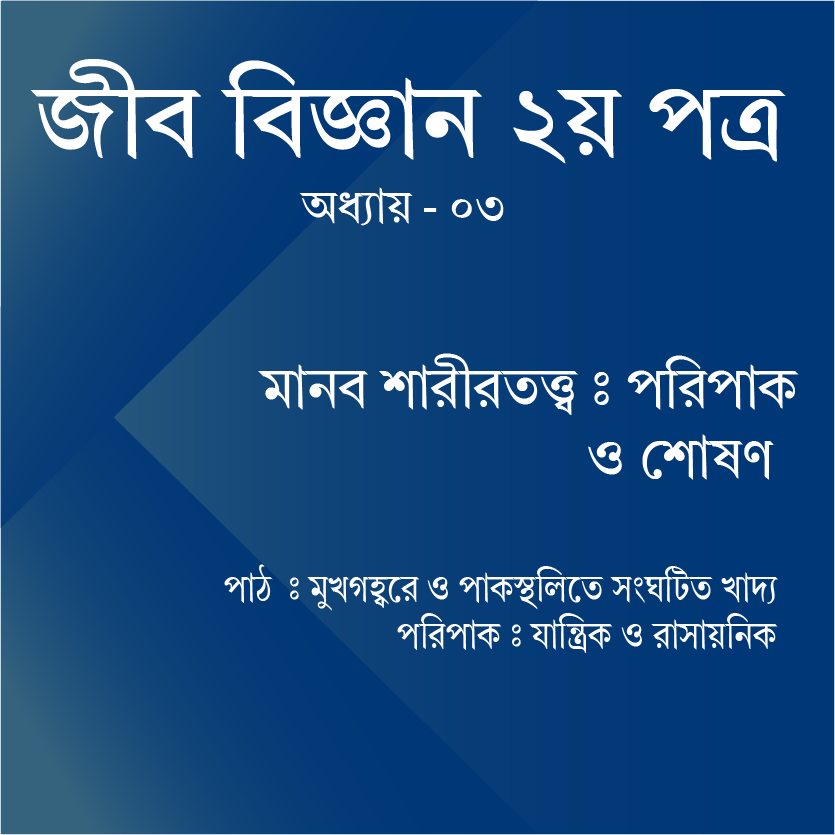 জীব বিজ্ঞান ২য় পত্র
অধ্যায় - ০৩
মানব শারীরতত্ত্ব ঃ পরিপাক
ও শোষণ
পাঠ ঃ মুখগহ্বরে ও পাকস্থলিতে সংঘটিত খাদ্য
পরিপাক ঃ যান্ত্রিক ও রাসায়নিক